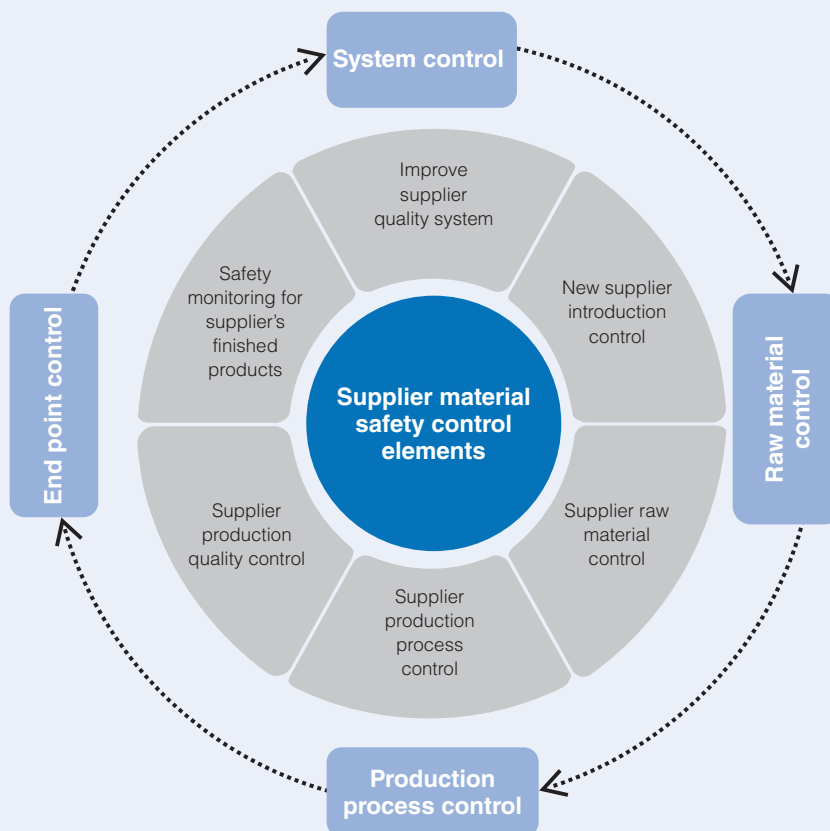 System control
Improve
supplier
quality system
New supplier
introduction
control
Safety
monitoring for
supplier's
finished
products
End point control
Raw material
control
Supplier material
safety control
elements
Supplier
production
quality control
Supplier raw
material
control
Supplier
production
process
control
Production
process control